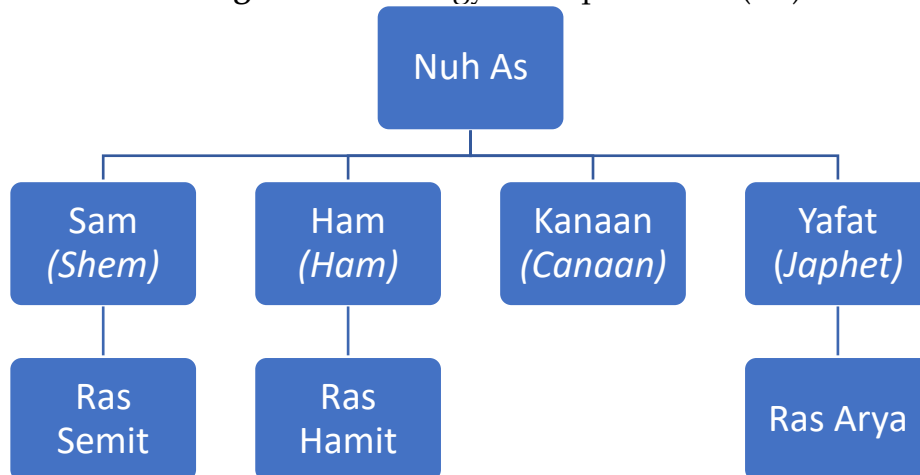 Nuh As
Sam
(Shem)
Ham
(Ham)
Kanaan
(Canaan)
Yafat
(Japhet)
Ras
Semit
Ras
Hamit
Ras Arya